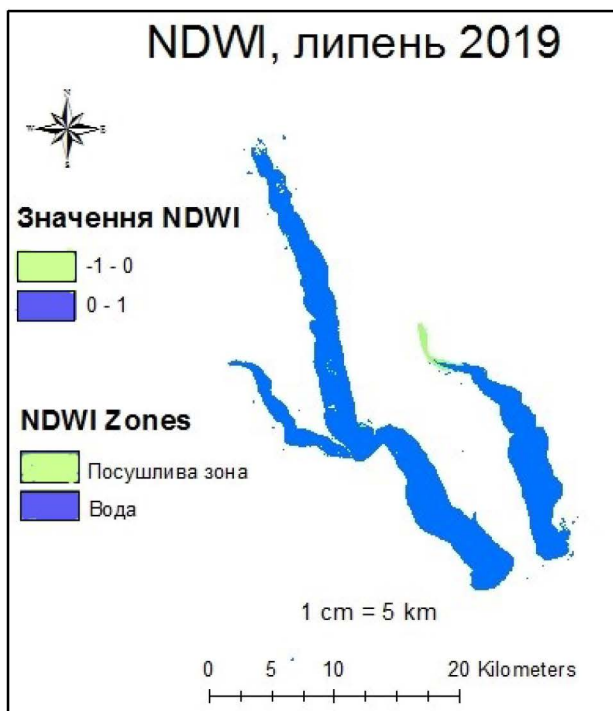 NDWI, липень 2019
N
W E
S
Значення NDWI
-1 - 0
0 - 1
NDWI Zones
Посушлива зона
Вода
1 cm = 5 km
0 5 10 20 Kilometers